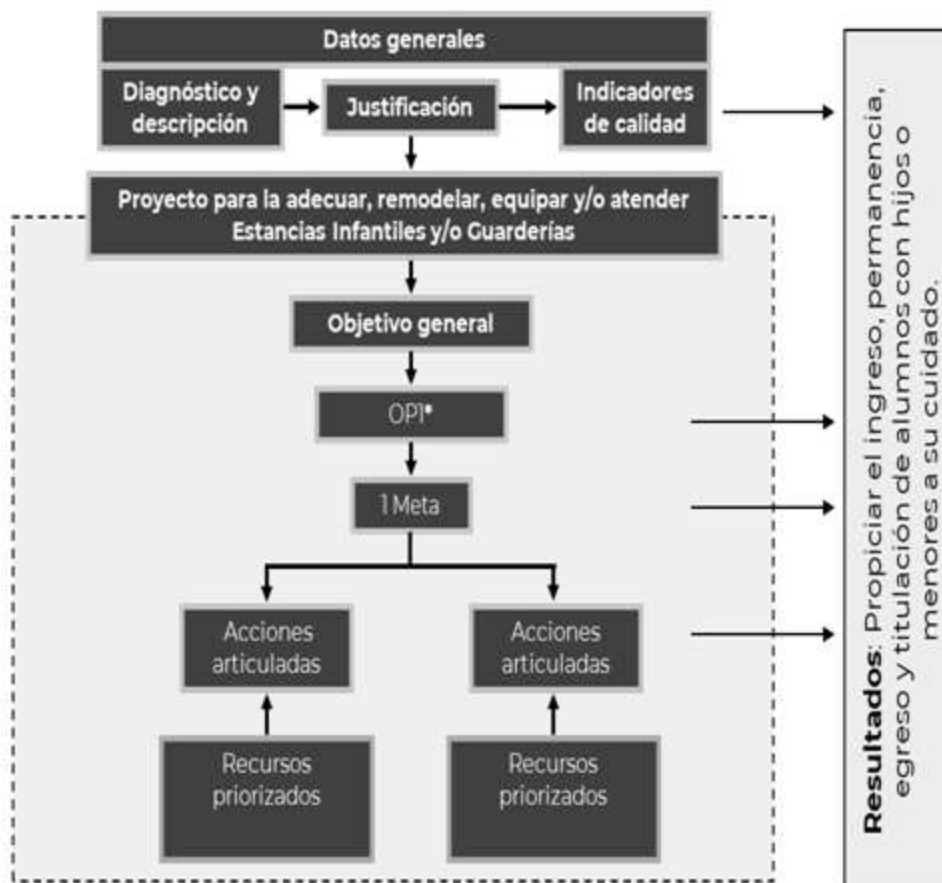 Datos generales
Diagnóstico y
descripción
Justificación
Indicadores
de calidad
Proyecto para la adecuar, remodelar, equipar y/o atender
Estancias Infantiles y/o Guarderías
Objetivo general
OP1*
1 Meta
Acciones
articuladas
Acciones
articuladas
Recursos
priorizados
Recursos
priorizados
Resultados: Propiciar el ingreso, permanencia,
egreso y titulación de alumnos con hijos o
menores a su cuidado.